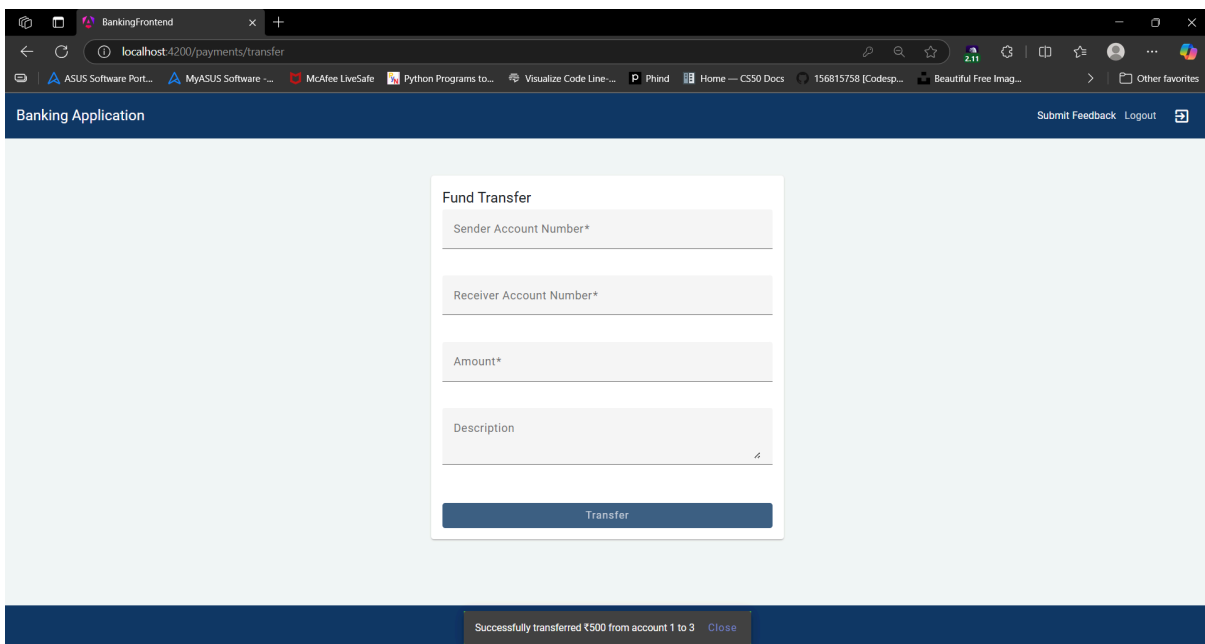 BankingFrontend
localhost:4200/payments/transfer
2.11
ASUS Software Port... MyASUS Software -... McAfee LiveSafe Python Programs to... Visualize Code Line-... Phind Home — CS50 Docs 156815758 [Codesp... Beautiful Free Imag... Other favorites
Banking Application Submit Feedback Logout
Fund Transfer
Sender Account Number*
Receiver Account Number*
Amount*
Description
Transfer
Successfully transferred ₹500 from account 1 to 3 Close